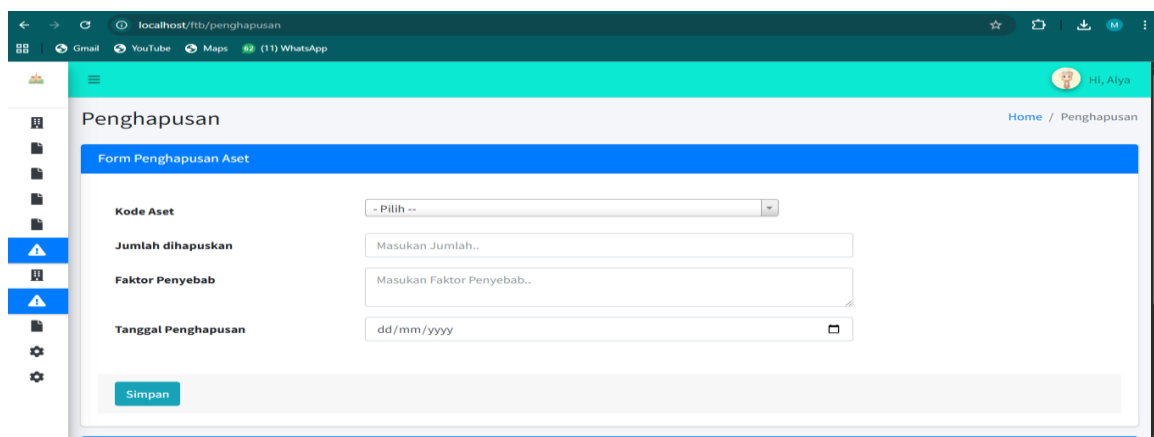 localhost/ftb/penghapusan
M
Gmail YouTube Maps 62 (11) WhatsApp
Hi, Alya
Penghapusan
Home / Penghapusan
Form Penghapusan Aset
Kode Aset
- Pilih --
Jumlah dihapuskan
Masukan Jumlah..
Faktor Penyebab
Masukan Faktor Penyebab..
Tanggal Penghapusan
dd/mm/yyyy
Simpan